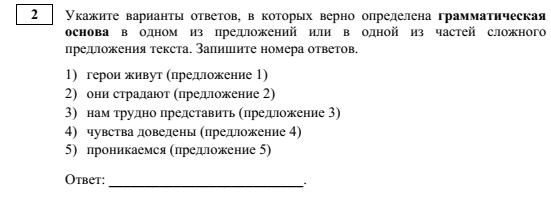 2
Укажите варианты ответов, в которых верно определена грамматическая
основа в одном из предложений или в одной из частей сложного
предложения текста. Запишите номера ответов.
1) герои живут (предложение 1)
2) они страдают (предложение 2)
3) нам трудно представить (предложение 3)
4) чувства доведены (предложение 4)
5) проникаемся (предложение 5)
Ответ: ___________________________.